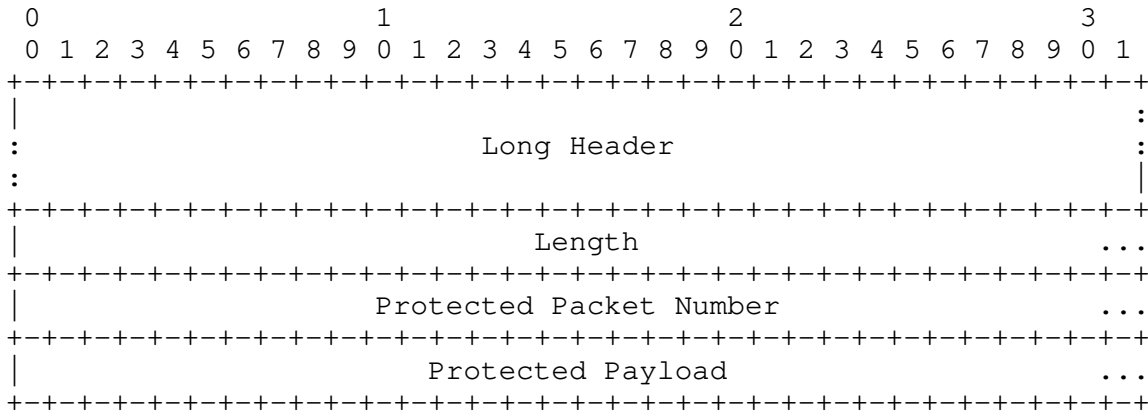 0                   1                   2                   3
 0 1 2 3 4 5 6 7 8 9 0 1 2 3 4 5 6 7 8 9 0 1 2 3 4 5 6 7 8 9 0 1
+-+-+-+-+-+-+-+-+-+-+-+-+-+-+-+-+-+-+-+-+-+-+-+-+-+-+-+-+-+-+-+-+
|                                                               :
:                          Long Header                          :
:                                                               |
+-+-+-+-+-+-+-+-+-+-+-+-+-+-+-+-+-+-+-+-+-+-+-+-+-+-+-+-+-+-+-+-+
|                             Length                          ...
+-+-+-+-+-+-+-+-+-+-+-+-+-+-+-+-+-+-+-+-+-+-+-+-+-+-+-+-+-+-+-+-+
|                    Protected Packet Number                  ...
+-+-+-+-+-+-+-+-+-+-+-+-+-+-+-+-+-+-+-+-+-+-+-+-+-+-+-+-+-+-+-+-+
|                       Protected Payload                     ...
+-+-+-+-+-+-+-+-+-+-+-+-+-+-+-+-+-+-+-+-+-+-+-+-+-+-+-+-+-+-+-+-+